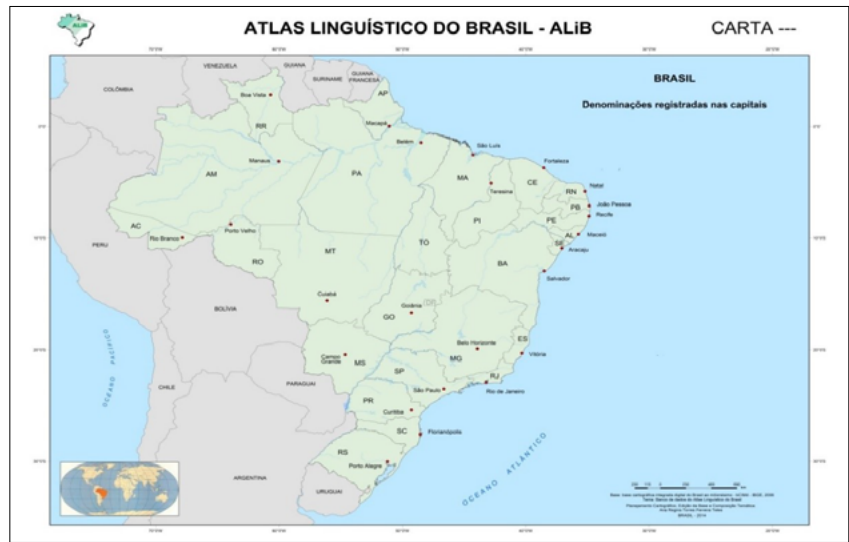 ALiB
ATLAS LINGUÍSTICO DO BRASIL - ALiB
CARTA ---
BRASIL
Denominações registradas nas capitais
VENEZUELA
GUIANA
SURINAME
GUIANA
FRANCESA
COLÔMBIA
Boa Vista
RR
AP
Macapá
Belém
São Luís
Fortaleza
Manaus
AM
PA
MA
Teresina
CE
RN
Natal
PB
João Pessoa
PI
PE
Recife
AC
Rio Branco
Porto Velho
AL
Maceió
SE
Aracaju
RO
MT
TO
BA
PERU
Salvador
Cuiabá
Goiânia
GO
BOLÍVIA
Belo Horizonte
ES
MG
Vitória
Campo
Grande
MS
SP
RJ
São Paulo
Rio de Janeiro
OCEANO PACÍFICO
CHILE
PARAGUAI
PR
Curitiba
SC
Florianópolis
RS
Porto Alegre
OCEANO ATLÂNTICO
ARGENTINA
URUGUAI
BRASIL - 2014